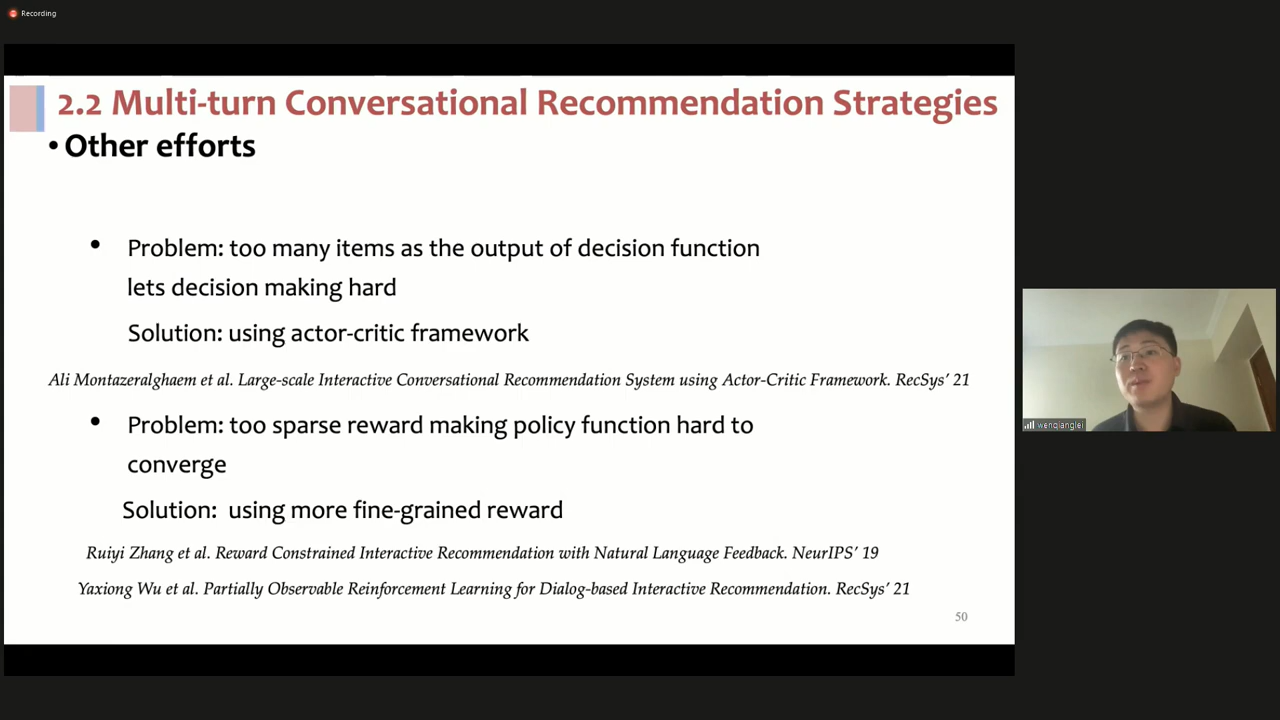 Recording
2.2 Multi-turn Conversational Recommendation Strategies
• Other efforts
• Problem: too many items as the output of decision function
lets decision making hard
Solution: using actor-critic framework
Ali Montazeralghaem et al. Large-scale Interactive Conversational Recommendation System using Actor-Critic Framework. RecSys’ 21
• Problem: too sparse reward making policy function hard to
converge
Solution: using more fine-grained reward
Ruiyi Zhang et al. Reward Constrained Interactive Recommendation with Natural Language Feedback. NeurIPS’ 19
Yaxiong Wu et al. Partially Observable Reinforcement Learning for Dialog-based Interactive Recommendation. RecSys’ 21
50
wenqianglei